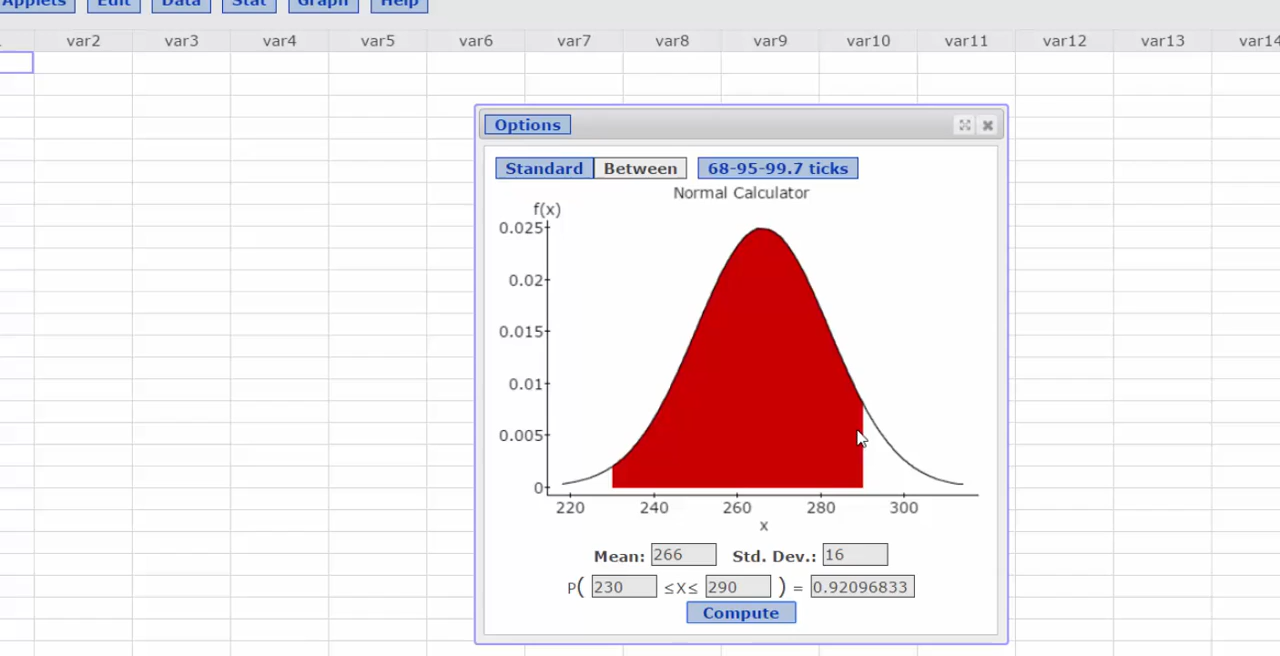 Applets Edit Data Stat Graph Help
var2 var3 var4 var5 var6 var7 var8 var9 var10 var11 var12 var13 var14
Options
Standard Between 68-95-99.7 ticks
Normal Calculator
f(x)
0.025
0.02
0.015
0.01
0.005
0
220 240 260 280 300
x
Mean: 266 Std. Dev.: 16
P( 230 ≤X≤ 290 ) = 0.92096833
Compute